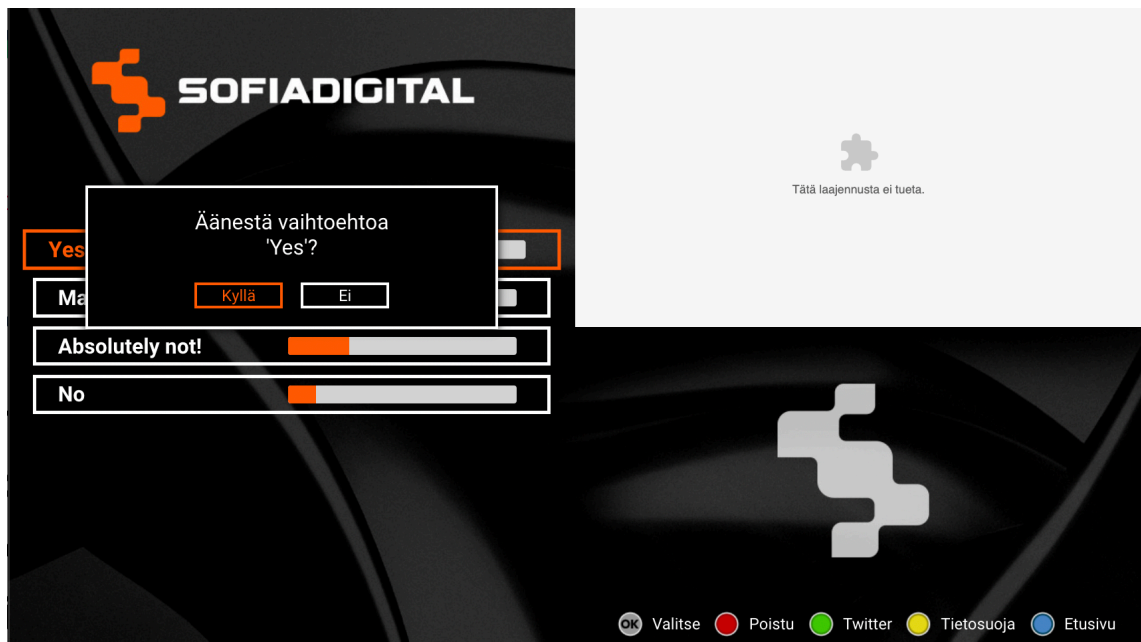 SOFIADIGITAL
Tätä laajennusta ei tueta.
Äänestä vaihtoehtoa
'Yes'?
Kyllä Ei
Yes
Ma
Absolutely not!
No
OK Valitse Poistu Twitter Tietosuoja Etusivu